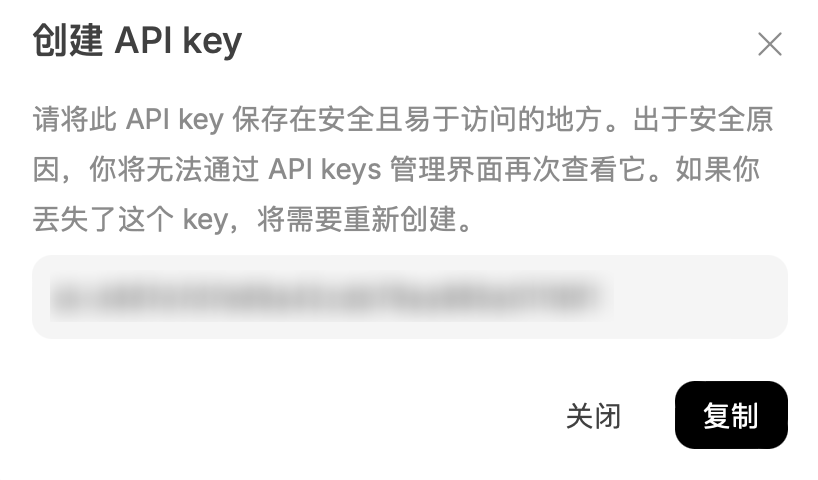 创建 API key
请将此 API key 保存在安全且易于访问的地方。出于安全原
因，你将无法通过 API keys 管理界面再次查看它。如果你
丢失了这个 key，将需要重新创建。
关闭
复制